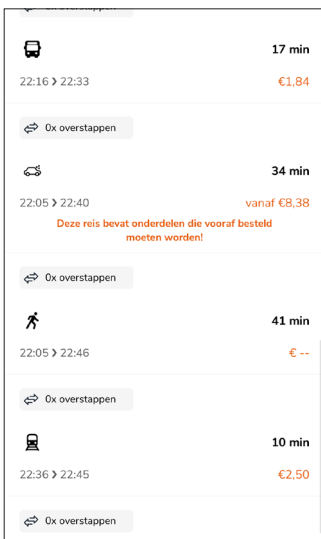 17 min
22:16 > 22:33 €1,84
0x overstappen
34 min
22:05 > 22:40 vanaf €8,38
Deze reis bevat onderdelen die vooraf besteld
moeten worden!
0x overstappen
41 min
22:05 > 22:46 € --
0x overstappen
10 min
22:36 > 22:45 €2,50
0x overstappen